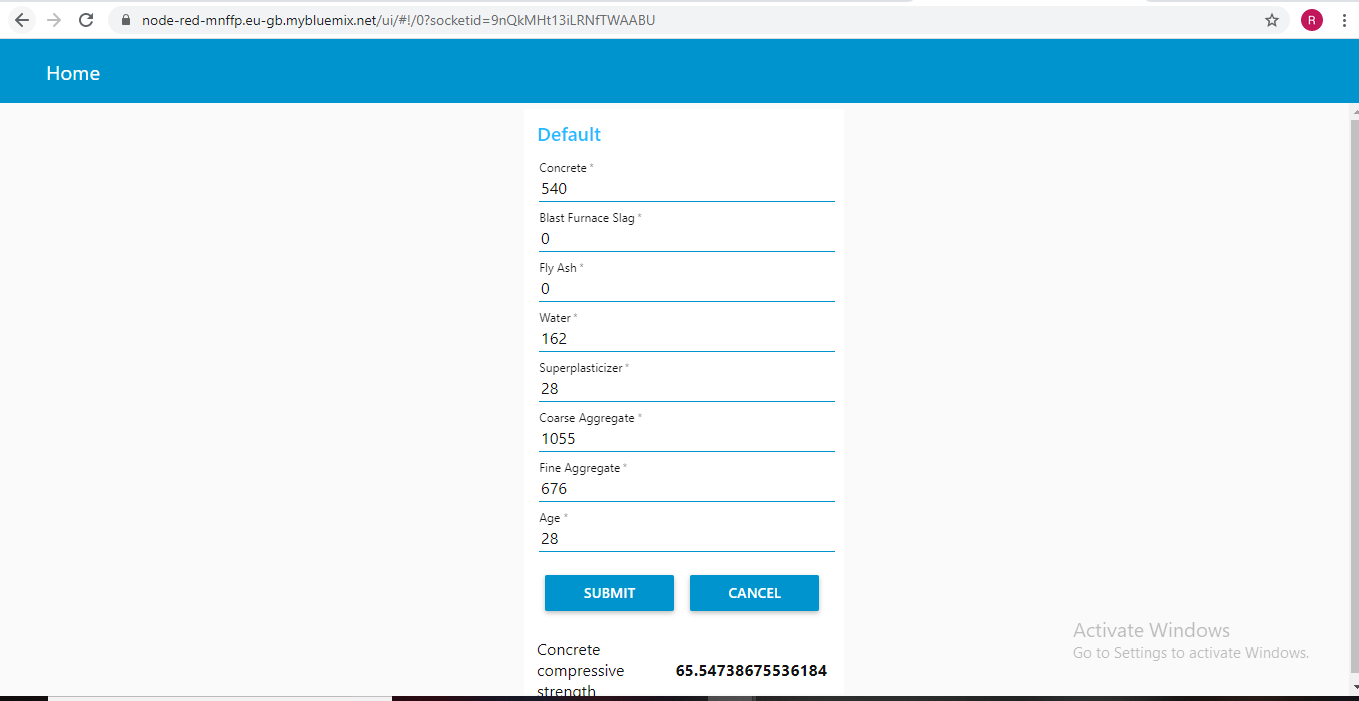 node-red-mnffp.eu-gb.mybluemix.net/ui/#!/0?socketid=9nQkMHt13iLRNfTWAABU
R
Home
Default
Concrete *
540
Blast Furnace Slag *
0
Fly Ash *
0
Water *
162
Superplasticizer *
28
Coarse Aggregate *
1055
Fine Aggregate *
676
Age *
28
SUBMIT CANCEL
Concrete
compressive 65.54738675536184
strength
Activate Windows
Go to Settings to activate Windows.